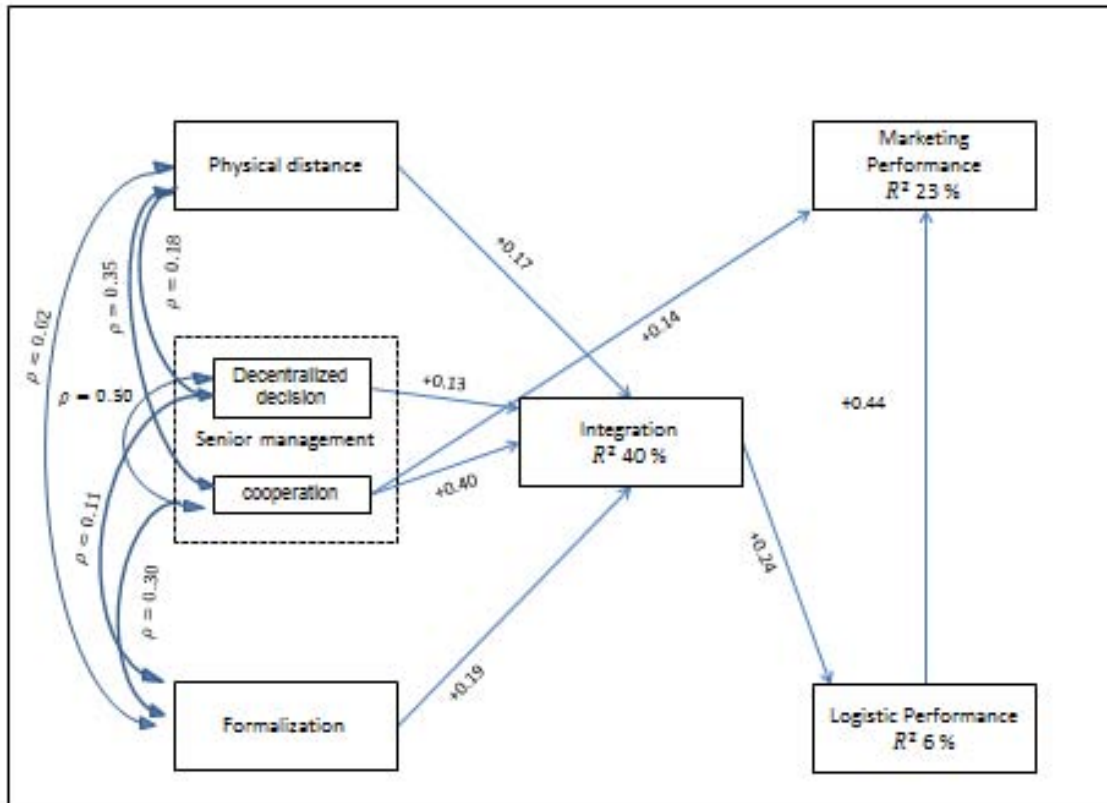 Physical distance
Marketing
Performance
R² 23 %
+0.17
ρ = 0.18
ρ = 0.35
ρ = 0.02
+0.14
Decentralized
decision
+0.13
ρ = 0.50
Senior management
Integration
R² 40 %
+0.44
cooperation
+0.40
ρ = 0.11
ρ = 0.30
+0.24
+0.19
Formalization
Logistic Performance
R² 6 %